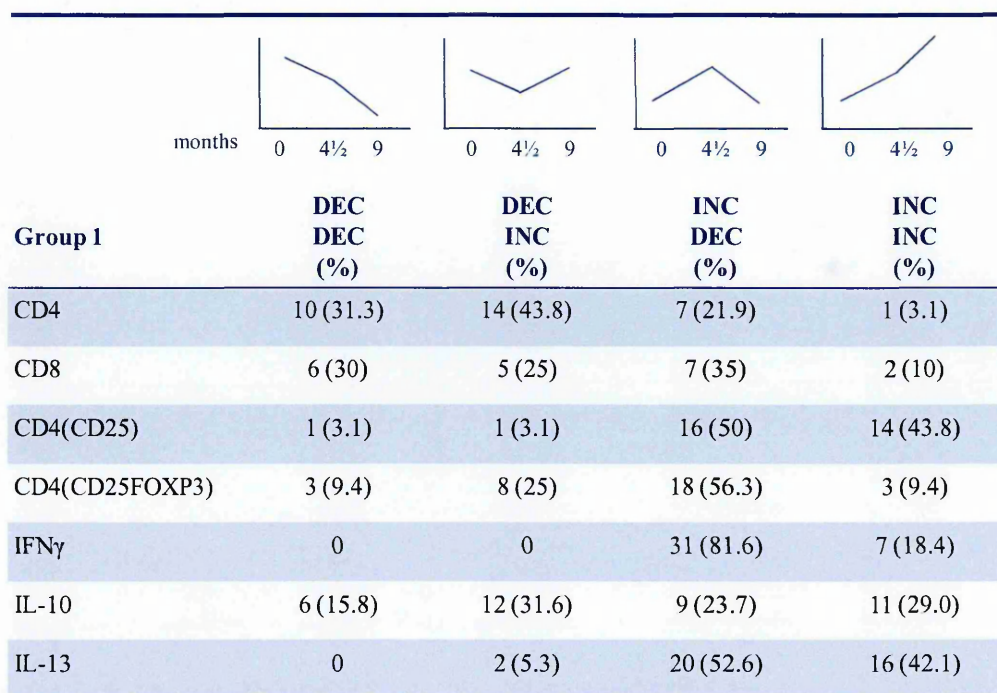 months 0 4½ 9 0 4½ 9 0 4½ 9 0 4½ 9
DEC DEC INC INC
Group 1 DEC INC DEC INC
(%) (%) (%) (%)
CD4 10 (31.3) 14 (43.8) 7 (21.9) 1 (3.1)
CD8 6 (30) 5 (25) 7 (35) 2 (10)
CD4(CD25) 1 (3.1) 1 (3.1) 16 (50) 14 (43.8)
CD4(CD25FOXP3) 3 (9.4) 8 (25) 18 (56.3) 3 (9.4)
IFNγ 0 0 31 (81.6) 7 (18.4)
IL-10 6 (15.8) 12 (31.6) 9 (23.7) 11 (29.0)
IL-13 0 2 (5.3) 20 (52.6) 16 (42.1)